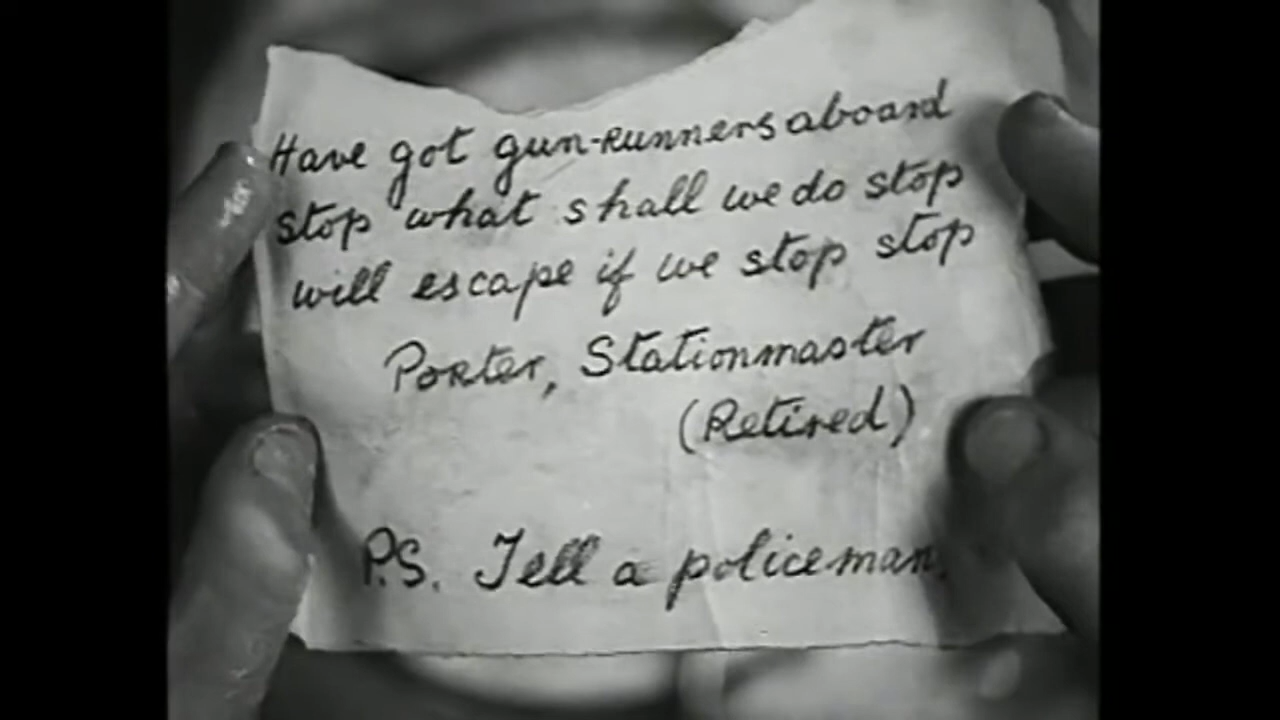 Have got gun-runners aboard
stop what shall we do stop
will escape if we stop stop
Porter, Stationmaster
(Retired)
P.S. Tell a policeman.